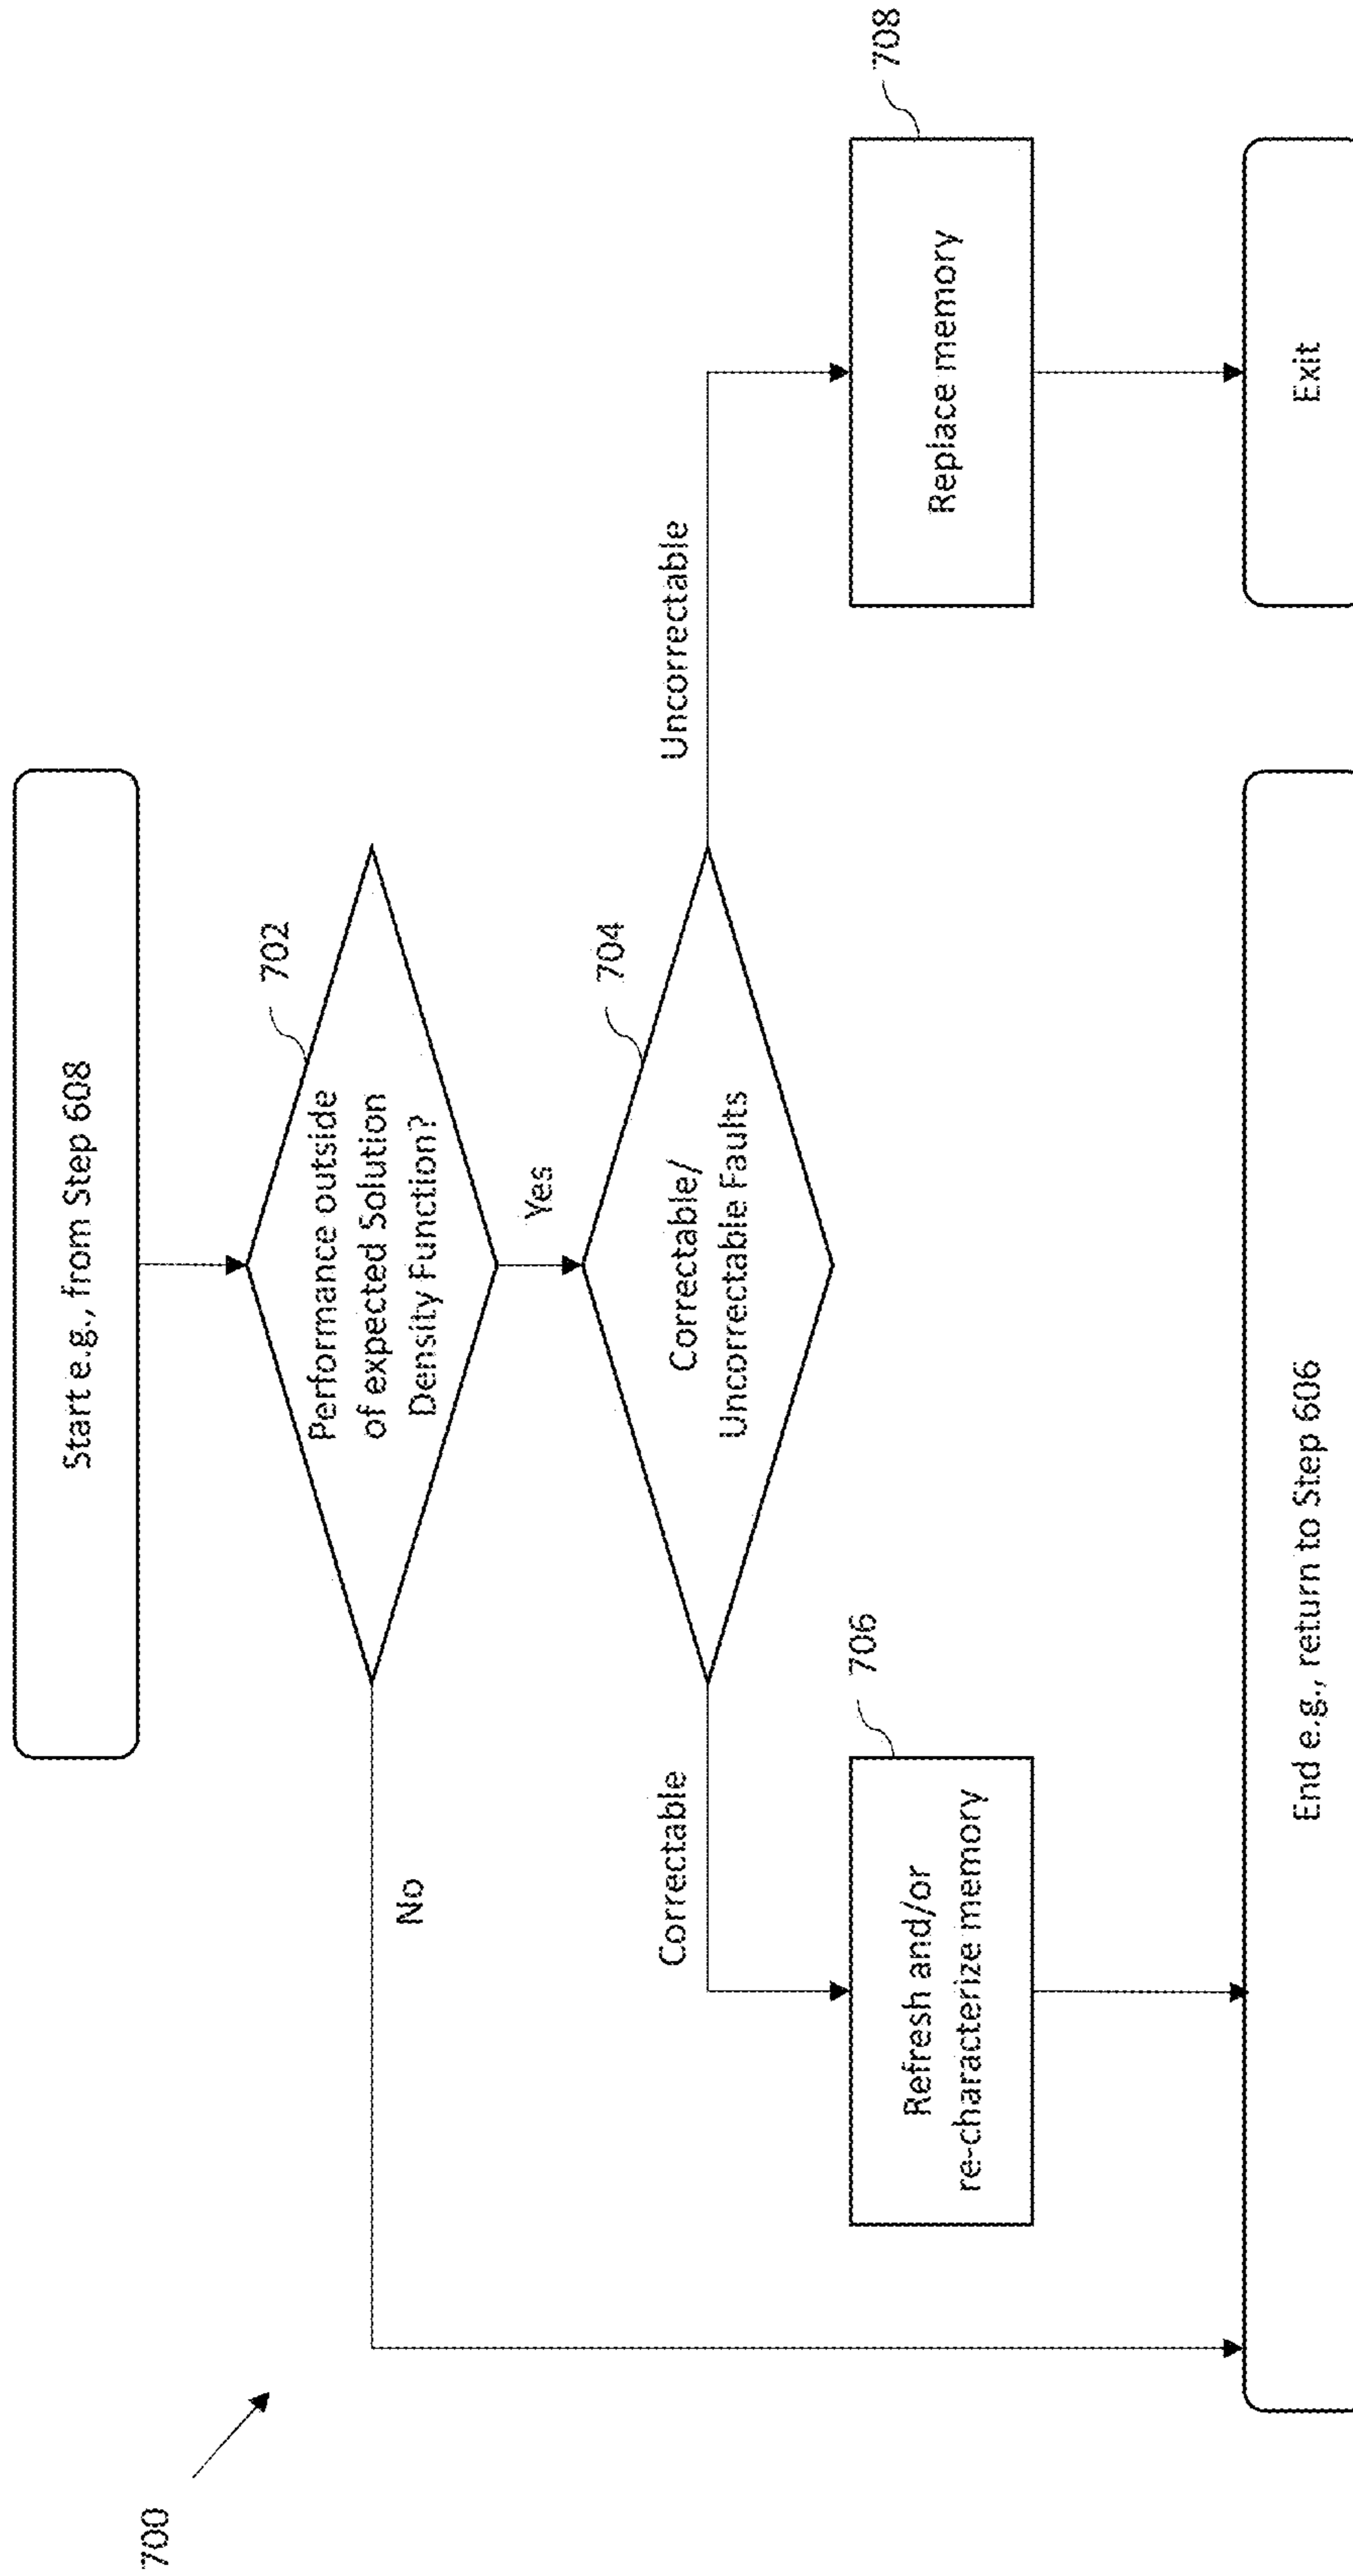 700
Start e.g., from Step 608
702
Performance outside
of expected Solution
Density Function?
No
Yes
704
Correctable/
Uncorrectable Faults
Correctable
Uncorrectable
706
Refresh and/or
re-characterize memory
708
Replace memory
End e.g., return to Step 606
Exit